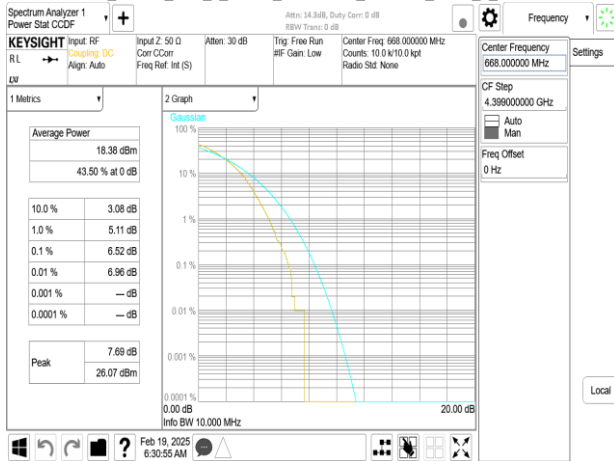 Spectrum Analyzer 1
Power Stat CCDF
Attn: 14.3dB, Duty Corr: 0 dB
RBW Trans: 0 dB
KEYSIGHT
RL
LXI
Input: RF
Coupling: DC
Align: Auto
Input Z: 50 Ω
Corr CCorr
Freq Ref: Int (S)
Atten: 30 dB
Trig: Free Run
#IF Gain: Low
Center Freq: 668.000000 MHz
Counts: 10.0 k/10.0 kpt
Radio Std: None
1 Metrics
2 Graph
Average Power
18.38 dBm
43.50 % at 0 dB
10.0 % 3.08 dB
1.0 % 5.11 dB
0.1 % 6.52 dB
0.01 % 6.96 dB
0.001 % --- dB
0.0001 % --- dB
Peak
7.69 dB
26.07 dBm
Gaussian
100 %
10 %
1 %
0.1 %
0.01 %
0.001 %
0.0001 %
0.00 dB
20.00 dB
Info BW 10.000 MHz
Frequency
Center Frequency
668.000000 MHz
Settings
CF Step
4.399000000 GHz
Auto
Man
Freq Offset
0 Hz
Local
?
Feb 19, 2025
6:30:55 AM